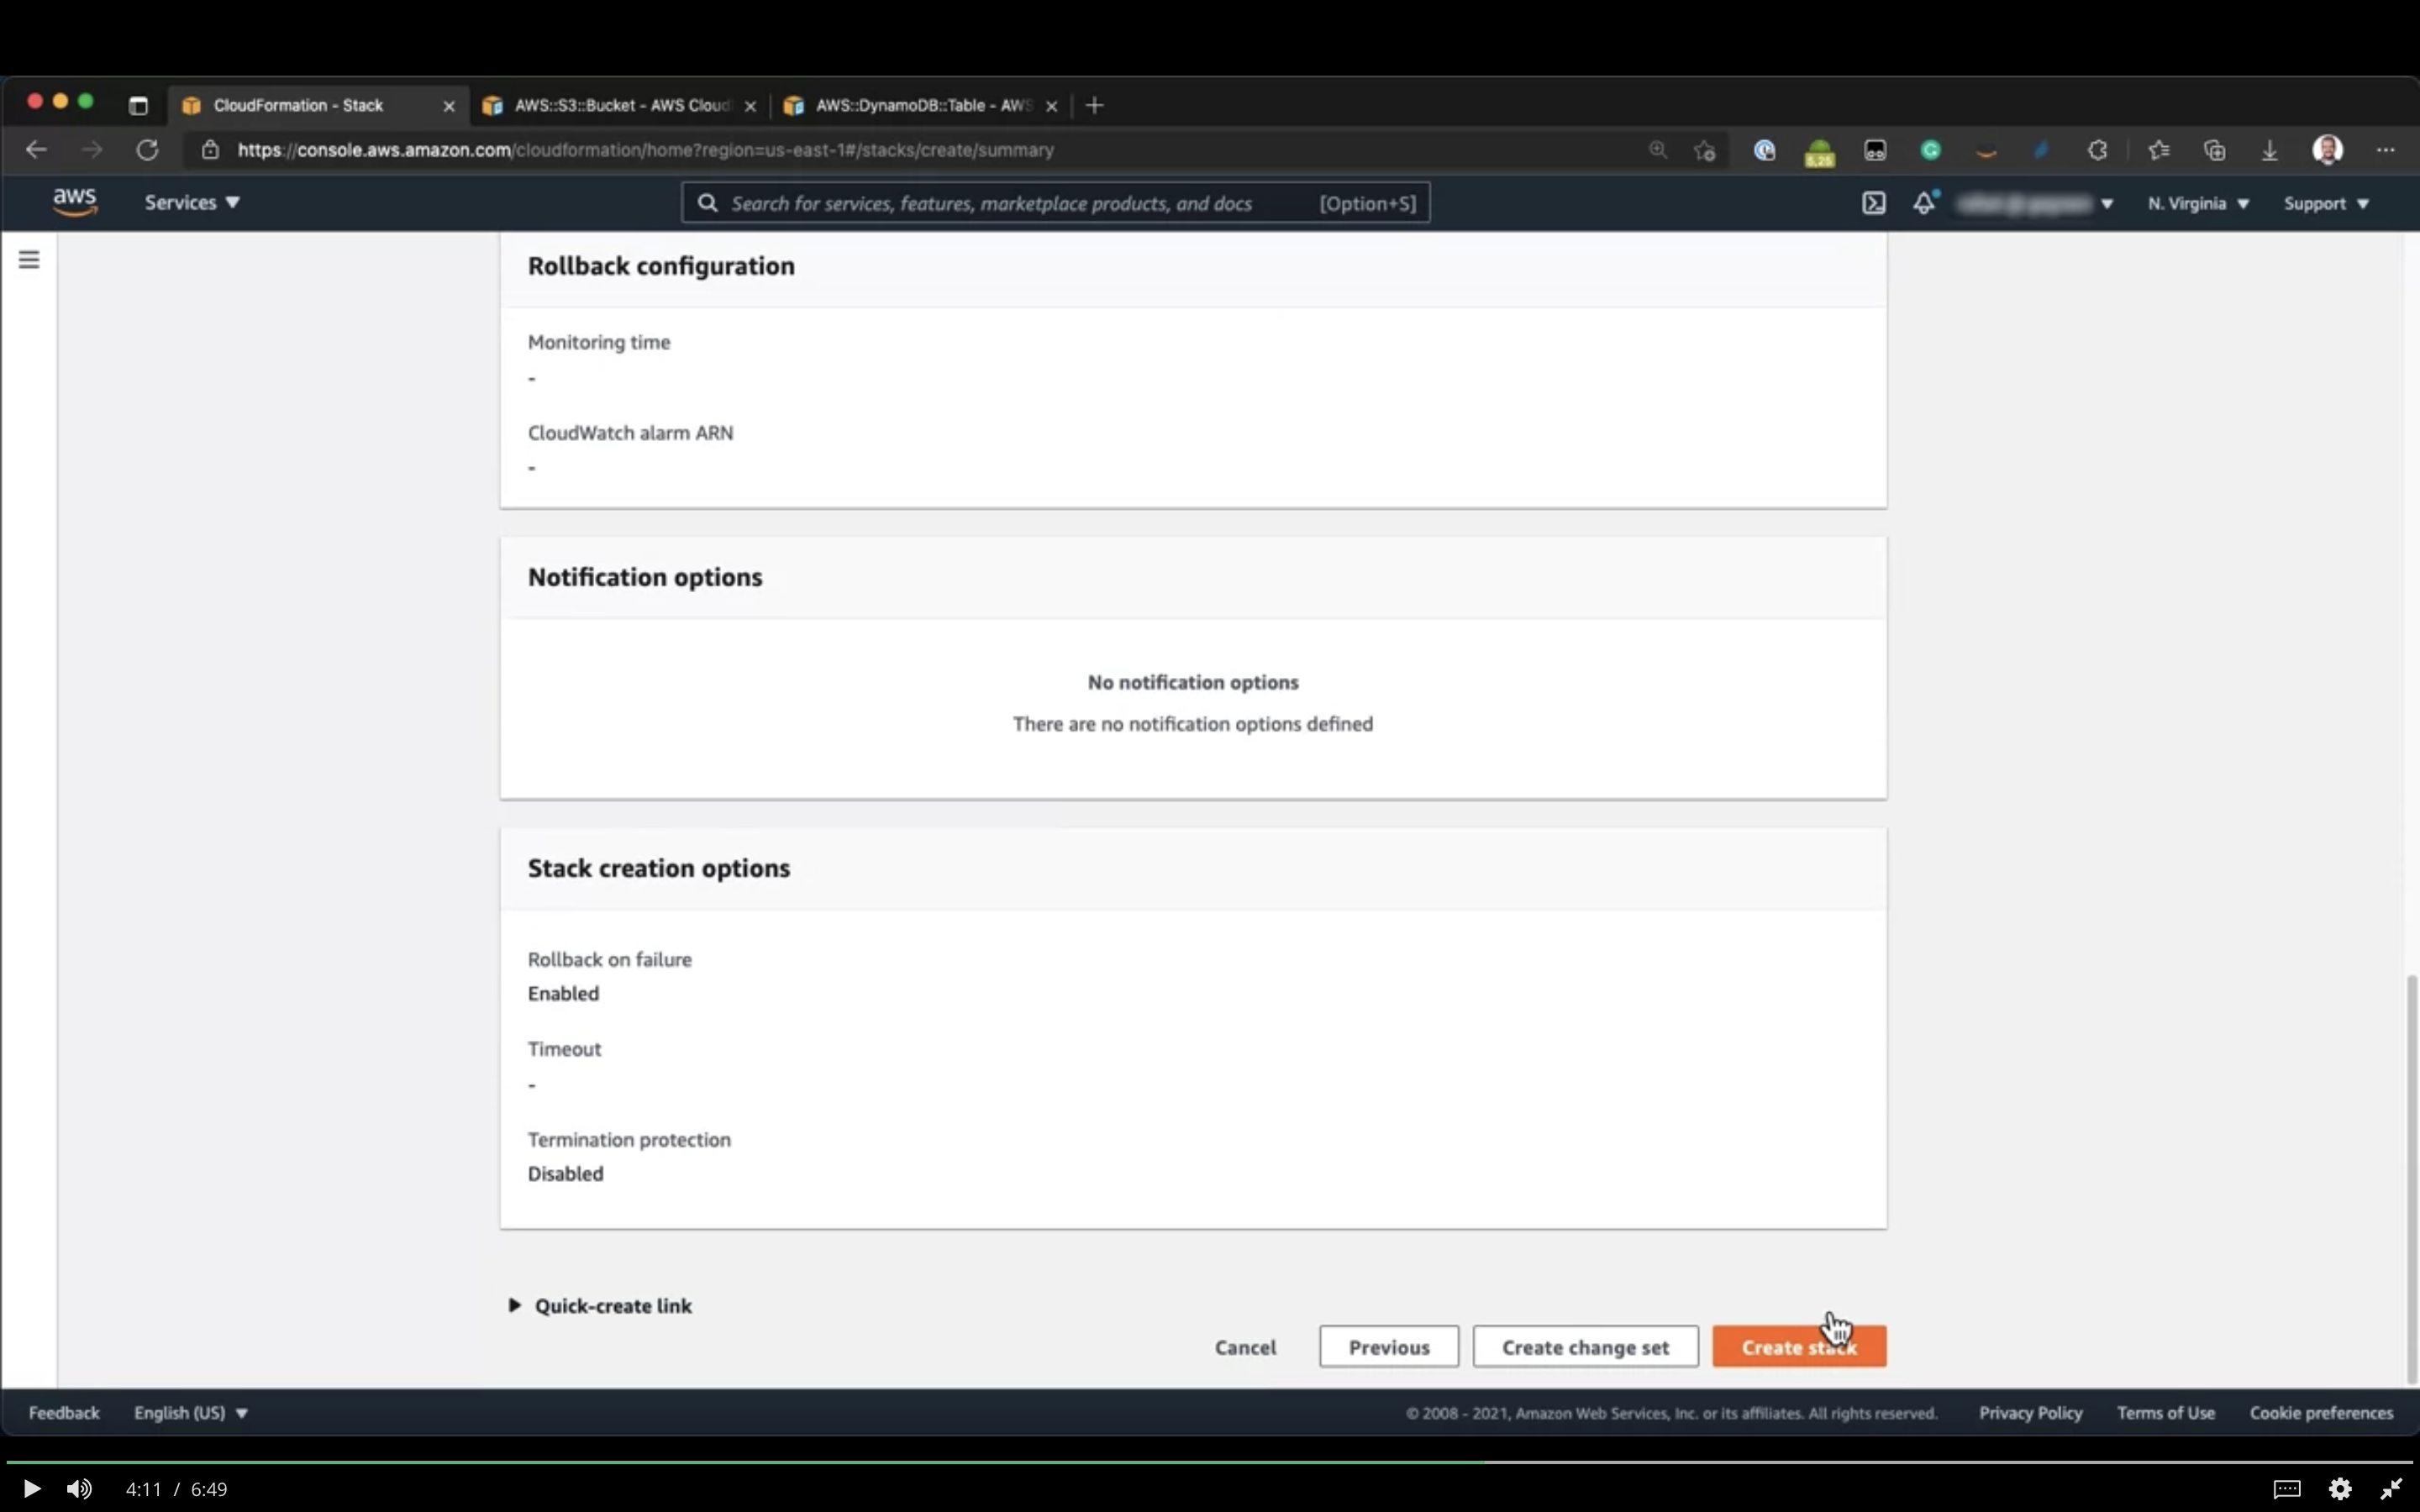 CloudFormation - Stack
AWS::S3::Bucket - AWS Cloud
AWS::DynamoDB::Table - AWS
https://console.aws.amazon.com/cloudformation/home?region=us-east-1#/stacks/create/summary
5,25
aws
Services
Search for services, features, marketplace products, and docs
[Option+S]
N. Virginia
Support
Rollback configuration
Monitoring time
-
CloudWatch alarm ARN
-
Notification options
No notification options
There are no notification options defined
Stack creation options
Rollback on failure
Enabled
Timeout
-
Termination protection
Disabled
Quick-create link
Cancel
Previous
Create change set
Create stack
Feedback
English (US)
© 2008 - 2021, Amazon Web Services, Inc. or its affiliates. All rights reserved.
Privacy Policy
Terms of Use
Cookie preferences
4:11 / 6:49